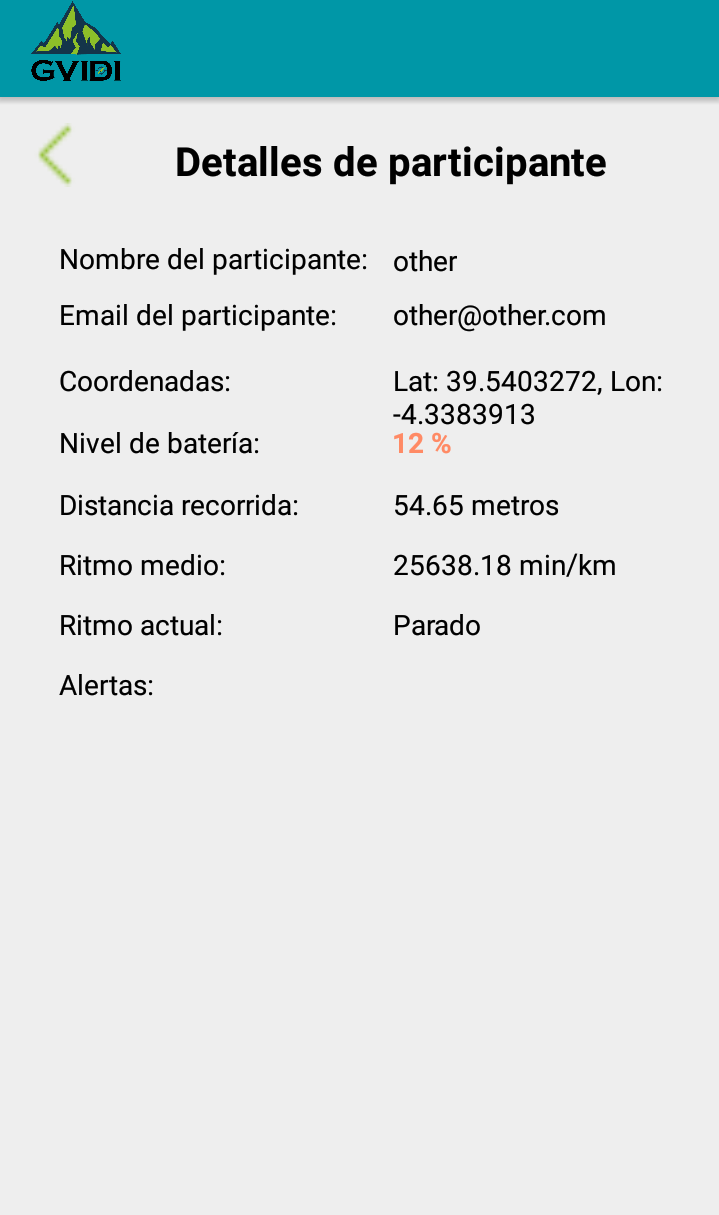 GVIDI
Detalles de participante
Nombre del participante: other
Email del participante: other@other.com
Coordenadas: Lat: 39.5403272, Lon:
-4.3383913
Nivel de batería: 12 %
Distancia recorrida: 54.65 metros
Ritmo medio: 25638.18 min/km
Ritmo actual: Parado
Alertas: